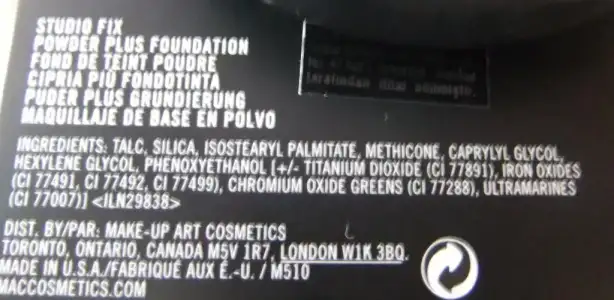 STUDIO FIX
POWDER PLUS FOUNDATION
FOND DE TEINT POUDRE
CIPRIA PIÙ FONDOTINTA
PUDER PLUS GRUNDIERUNG
MAQUILLAJE DE BASE EN POLVO
INGREDIENTS: TALC, SILICA, ISOSTEARYL PALMITATE, METHICONE, CAPRYLYL GLYCOL,
HEXYLENE GLYCOL, PHENOXYETHANOL [+/- TITANIUM DIOXIDE (CI 77891), IRON OXIDES
(CI 77491, CI 77492, CI 77499), CHROMIUM OXIDE GREENS (CI 77288), ULTRAMARINES
(CI 77007)] <ILN29838>
DIST. BY/PAR: MAKE-UP ART COSMETICS
TORONTO, ONTARIO, CANADA M5V 1R7, LONDON W1K 3BQ.
MADE IN U.S.A./FABRIQUÉ AUX É.-U. / M510
MACCOSMETICS.COM